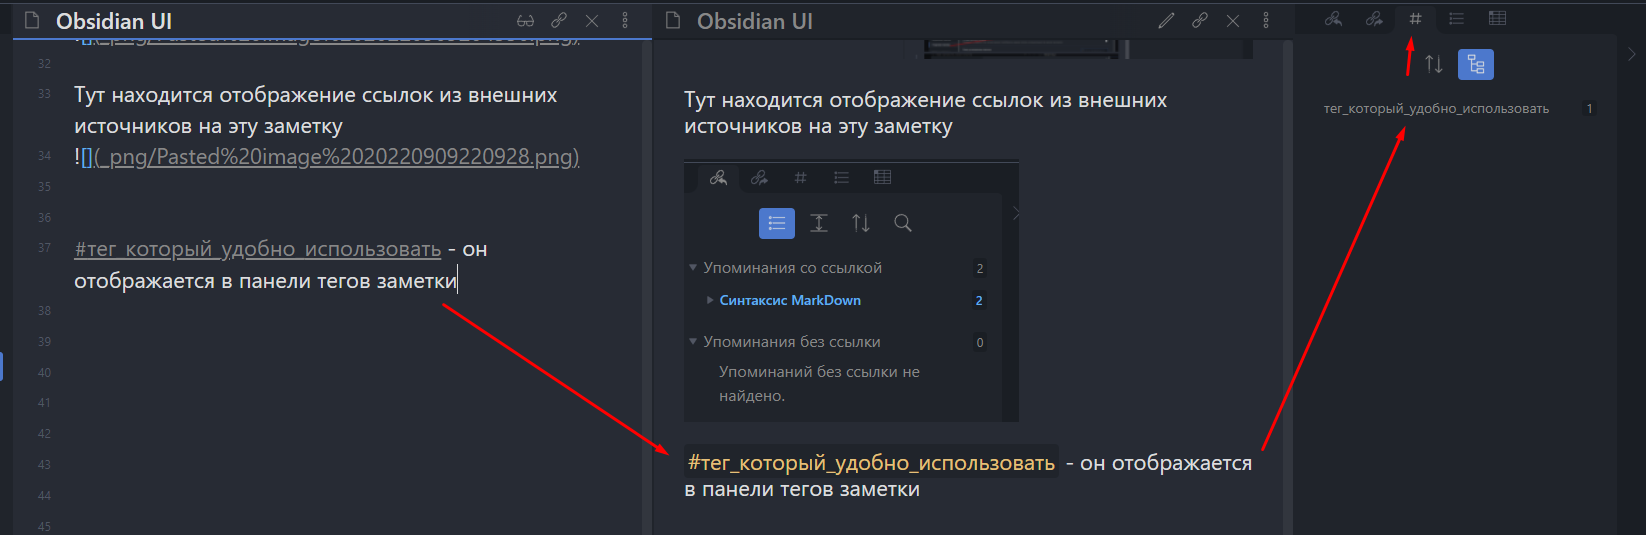 Obsidian UI
32
33
Тут находится отображение ссылок из внешних
источников на эту заметку
34
![](_png/Pasted%20image%2020220909220928.png)
35
36
37
#тег_который_удобно_использовать - он
отображается в панели тегов заметки
38
39
40
41
42
43
44
45
Obsidian UI
Тут находится отображение ссылок из внешних
источников на эту заметку
Упоминания со ссылкой 2
Синтаксис MarkDown 2
Упоминания без ссылки 0
Упоминаний без ссылки не
найдено.
#тег_который_удобно_использовать - он отображается
в панели тегов заметки
тег_который_удобно_использовать 1